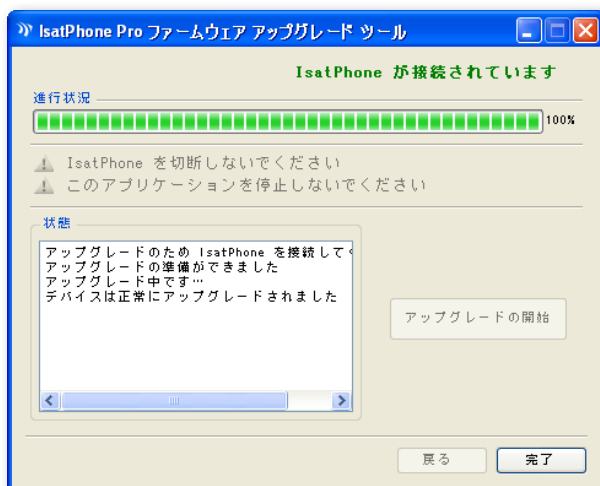 IsatPhone Pro ファームウェア アップグレード ツール
IsatPhone が接続されています
進行状況
100%
IsatPhone を切断しないでください
このアプリケーションを停止しないでください
状態
アップグレードのため IsatPhone を接続して
アップグレードの準備ができました
アップグレード中です…
デバイスは正常にアップグレードされました
アップグレードの開始
戻る
完了